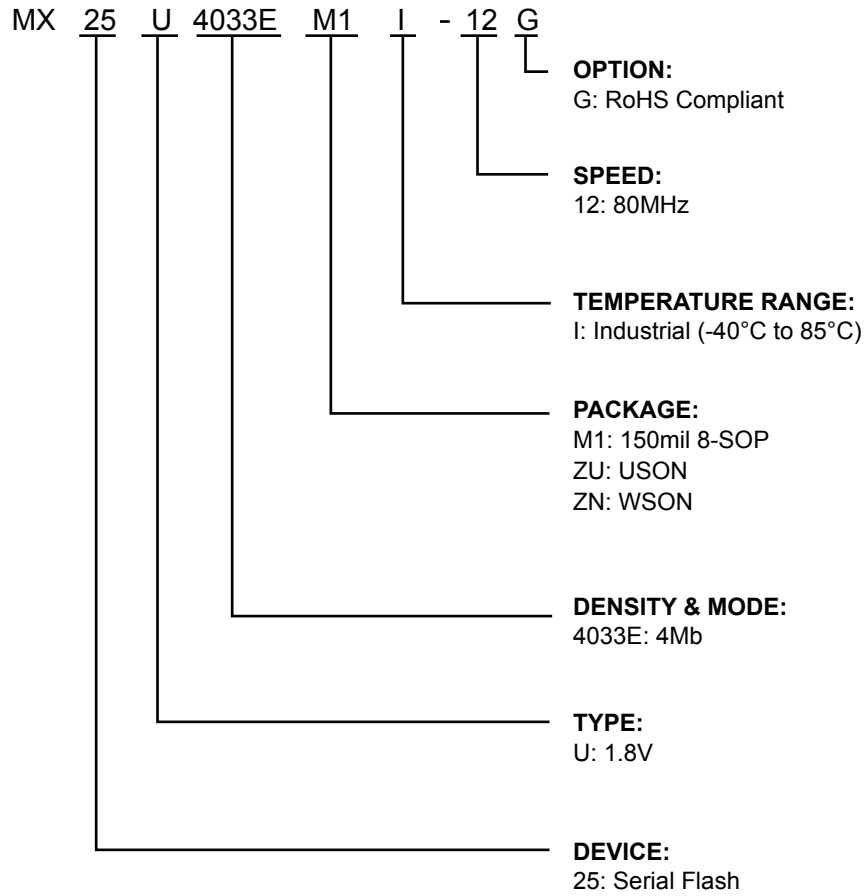 MX 25 U 4033E M1 I - 12 G
OPTION:
G: RoHS Compliant
SPEED:
12: 80MHz
TEMPERATURE RANGE:
I: Industrial (-40°C to 85°C)
PACKAGE:
M1: 150mil 8-SOP
ZU: USON
ZN: WSON
DENSITY & MODE:
4033E: 4Mb
TYPE:
U: 1.8V
DEVICE:
25: Serial Flash